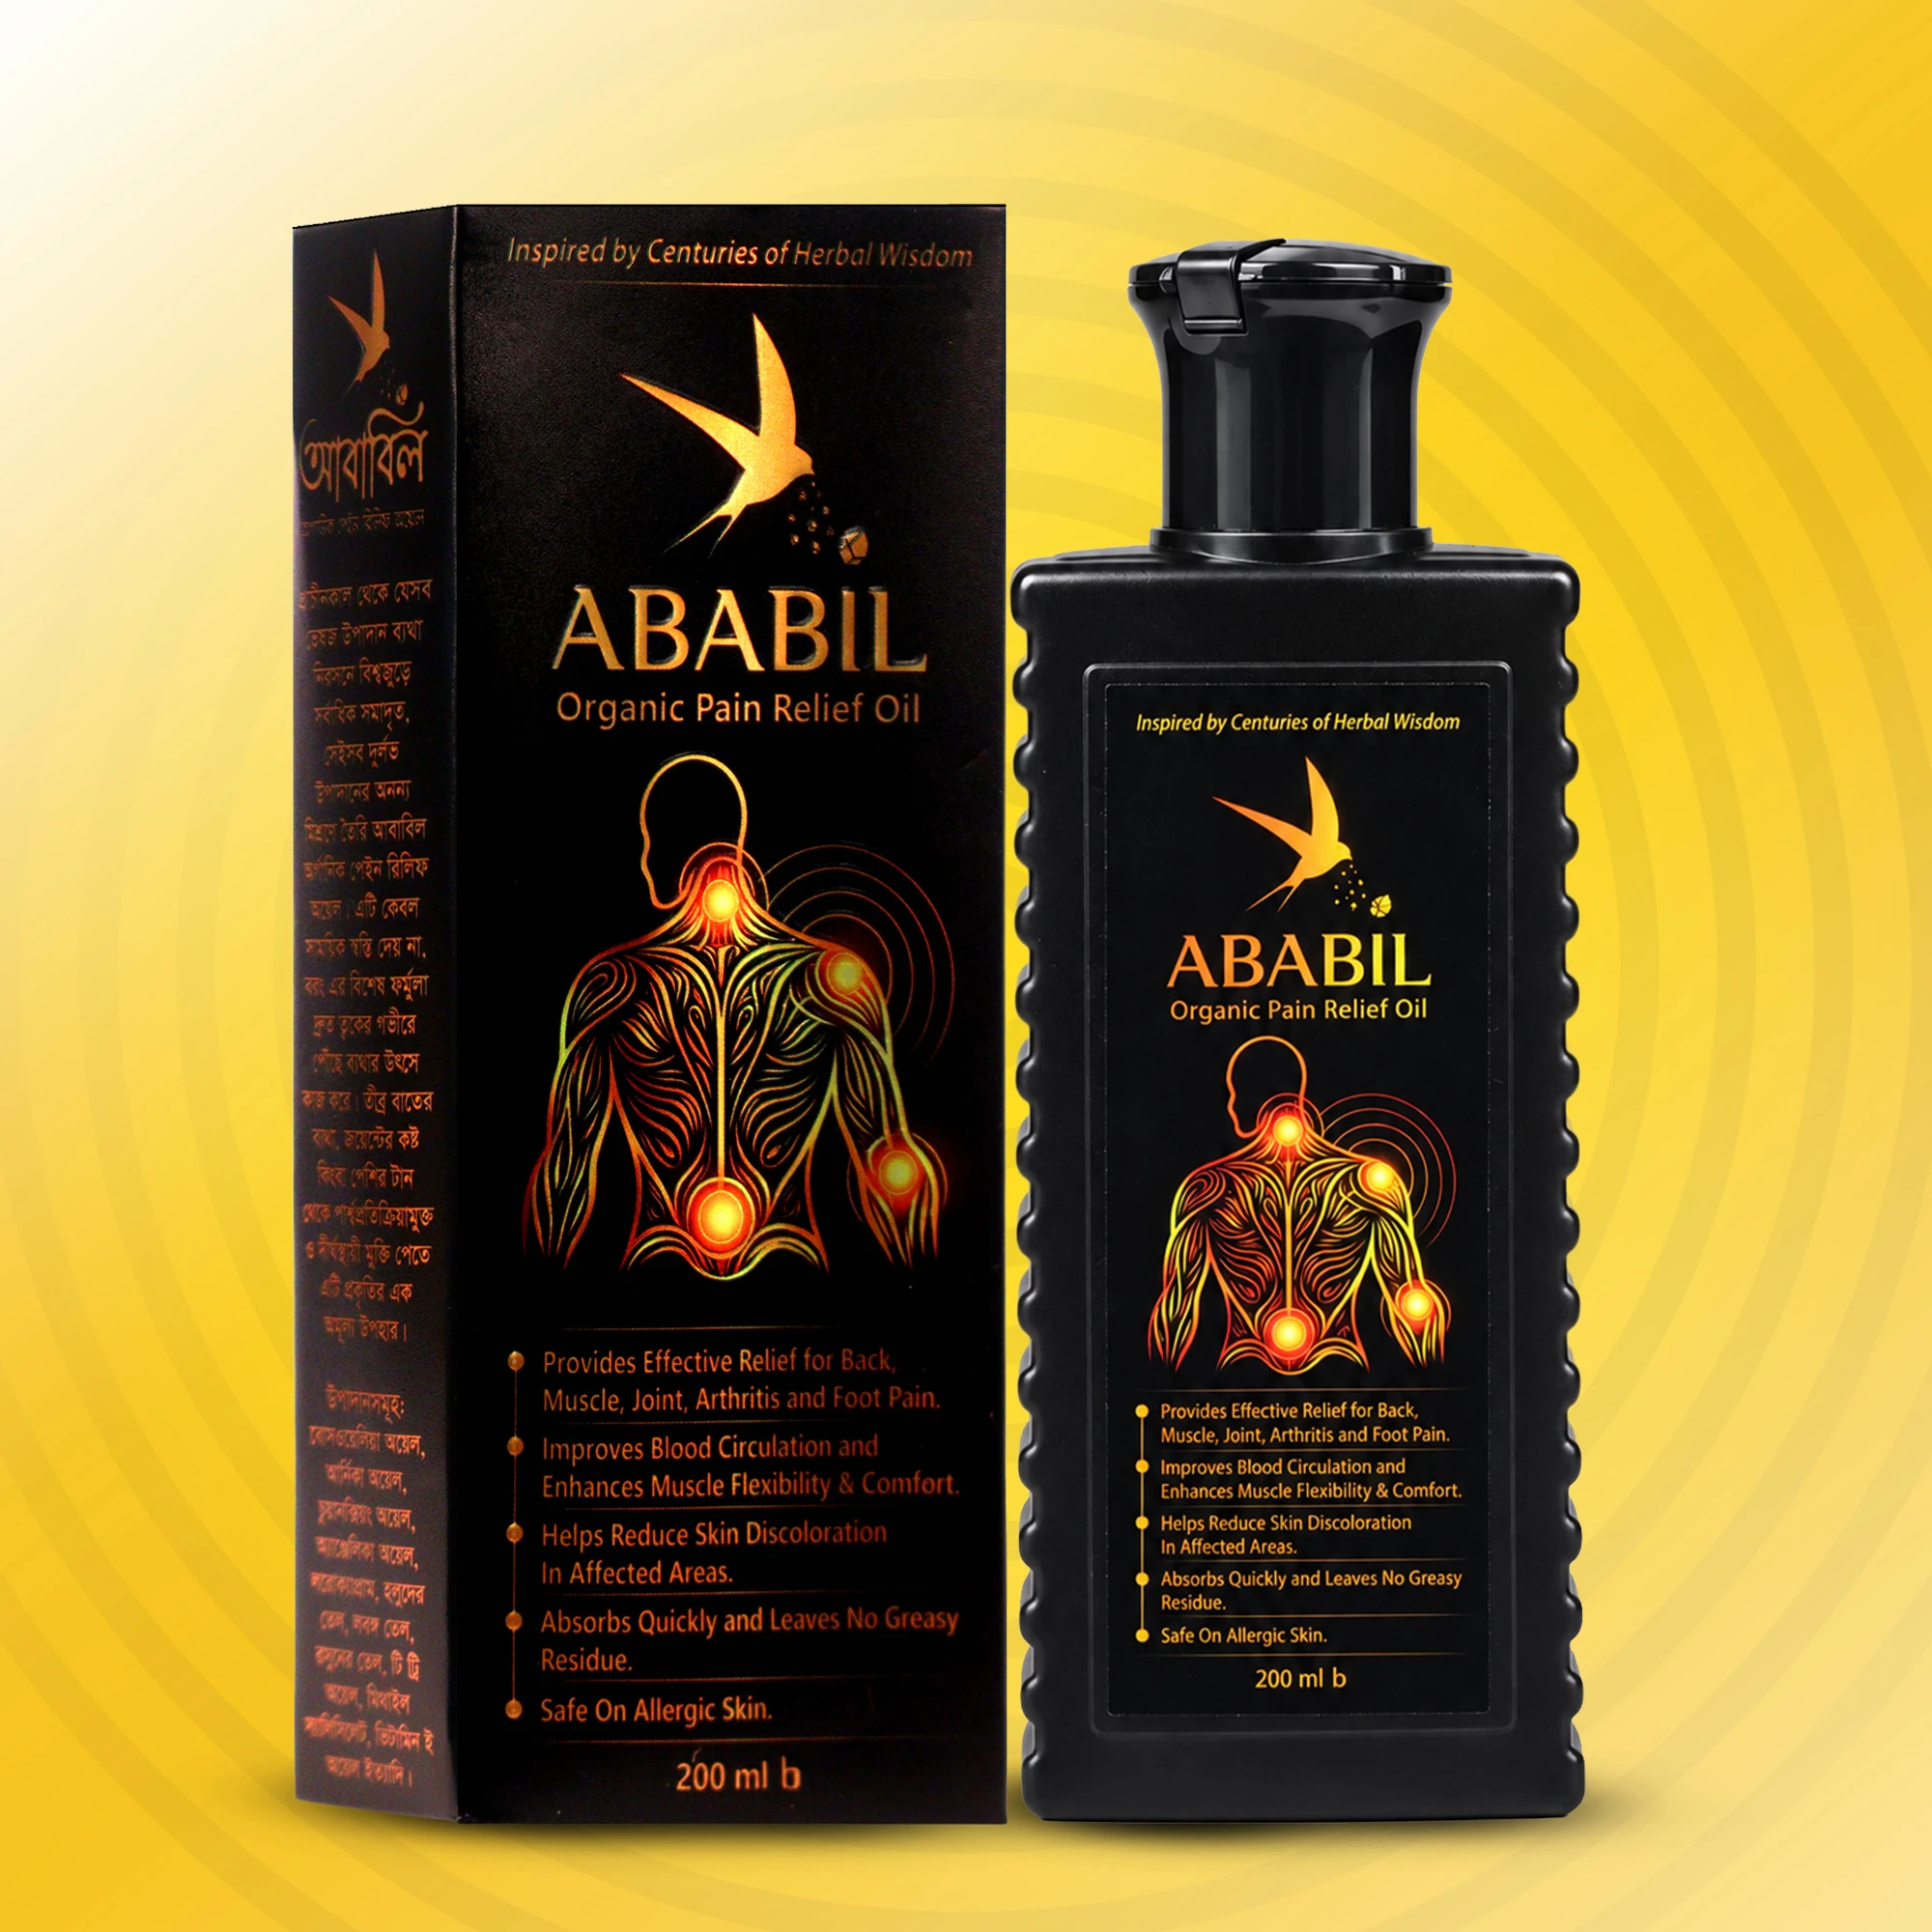 আবাবিল
অর্গানিক পেইন রিলিফ অয়েল
প্রাচীনকাল থেকে যেসব
ভেষজ উপাদান ব্যথা
নিরসনে বিশ্বজুড়ে
সর্বাধিক সমাদৃত,
সেইসব দুর্লভ
উপাদানের অনন্য
মিশ্রণে তৈরি আবাবিল
অর্গানিক পেইন রিলিফ
অয়েল। এটি কেবল
সাময়িক স্বস্তি দেয় না,
বরং এর বিশেষ ফর্মুলা
দ্রুত ত্বকের গভীরে
পৌঁছে ব্যথার উৎসে
কাজ করে। তীব্র বাতের
ব্যথা, জয়েন্টের কষ্ট
কিংবা পেশির টান
থেকে পার্শ্বপ্রতিক্রিয়ামুক্ত
ও দীর্ঘস্থায়ী মুক্তি পেতে
এটি প্রকৃতির এক
অমূল্য উপহার।
উপাদানসমূহ:
বোসওয়েলিয়া অয়েল,
আর্নিকা অয়েল,
অয়েল,
অ্যাঞ্জেলিকা অয়েল,
হলুদের
তেল, লবঙ্গ তেল,
রসুনের তেল, টি ট্রি
অয়েল, মিথাইল
স্যালিসিলেট, ভিটামিন ই
অয়েল ইত্যাদি।
Inspired by Centuries of Herbal Wisdom
ABABIL
Organic Pain Relief Oil
Provides Effective Relief for Back,
Muscle, Joint, Arthritis and Foot Pain.
Improves Blood Circulation and
Enhances Muscle Flexibility & Comfort.
Helps Reduce Skin Discoloration
In Affected Areas.
Absorbs Quickly and Leaves No Greasy
Residue.
Safe On Allergic Skin.
200 ml b
Inspired by Centuries of Herbal Wisdom
ABABIL
Organic Pain Relief Oil
Provides Effective Relief for Back,
Muscle, Joint, Arthritis and Foot Pain.
Improves Blood Circulation and
Enhances Muscle Flexibility & Comfort.
Helps Reduce Skin Discoloration
In Affected Areas.
Absorbs Quickly and Leaves No Greasy
Residue.
Safe On Allergic Skin.
200 ml b